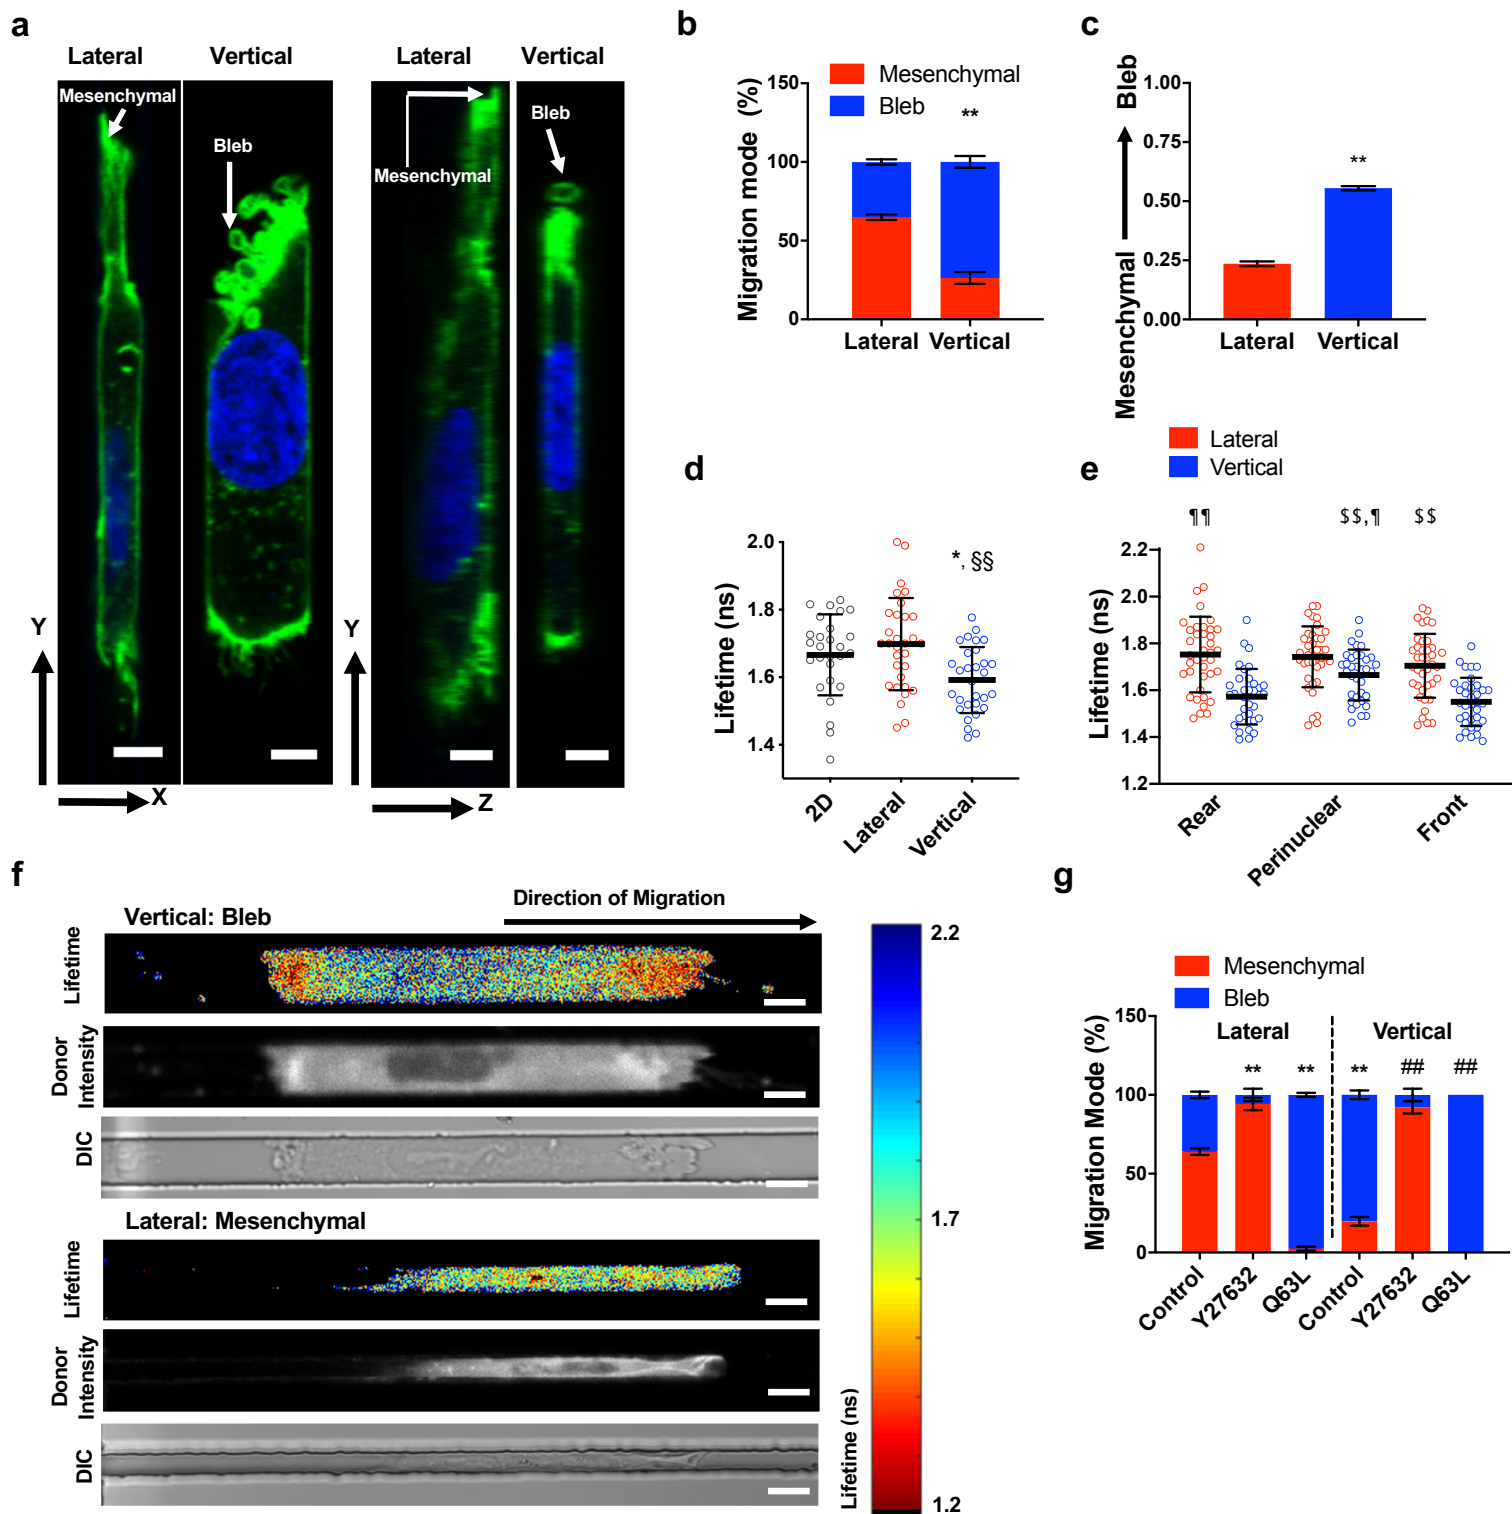 a
Lateral
Vertical
Lateral
Vertical
Mesenchymal
Bleb
Mesenchymal
Bleb
Y
X
Y
Z
b
Mesenchymal
Bleb
Migration mode (%)
150
100
50
0
**
Lateral
Vertical
c
Mesenchymal
Bleb
1.00
0.75
0.50
0.25
0.00
**
Lateral
Vertical
d
Lifetime (ns)
2.0
1.8
1.6
1.4
*, §§
2D
Lateral
Vertical
Lateral
Vertical
e
Lifetime (ns)
2.2
2.0
1.8
1.6
1.4
1.2
¶¶
$$,¶
$$
Rear
Perinuclear
Front
f
Direction of Migration
Vertical: Bleb
Lifetime
Donor
Intensity
DIC
Lateral: Mesenchymal
Lifetime
Donor
Intensity
DIC
2.2
1.7
1.2
Lifetime (ns)
g
Mesenchymal
Bleb
Migration Mode (%)
150
100
50
0
Lateral
Vertical
**
**
**
##
##
Control
Y27632
Q63L
Control
Y27632
Q63L